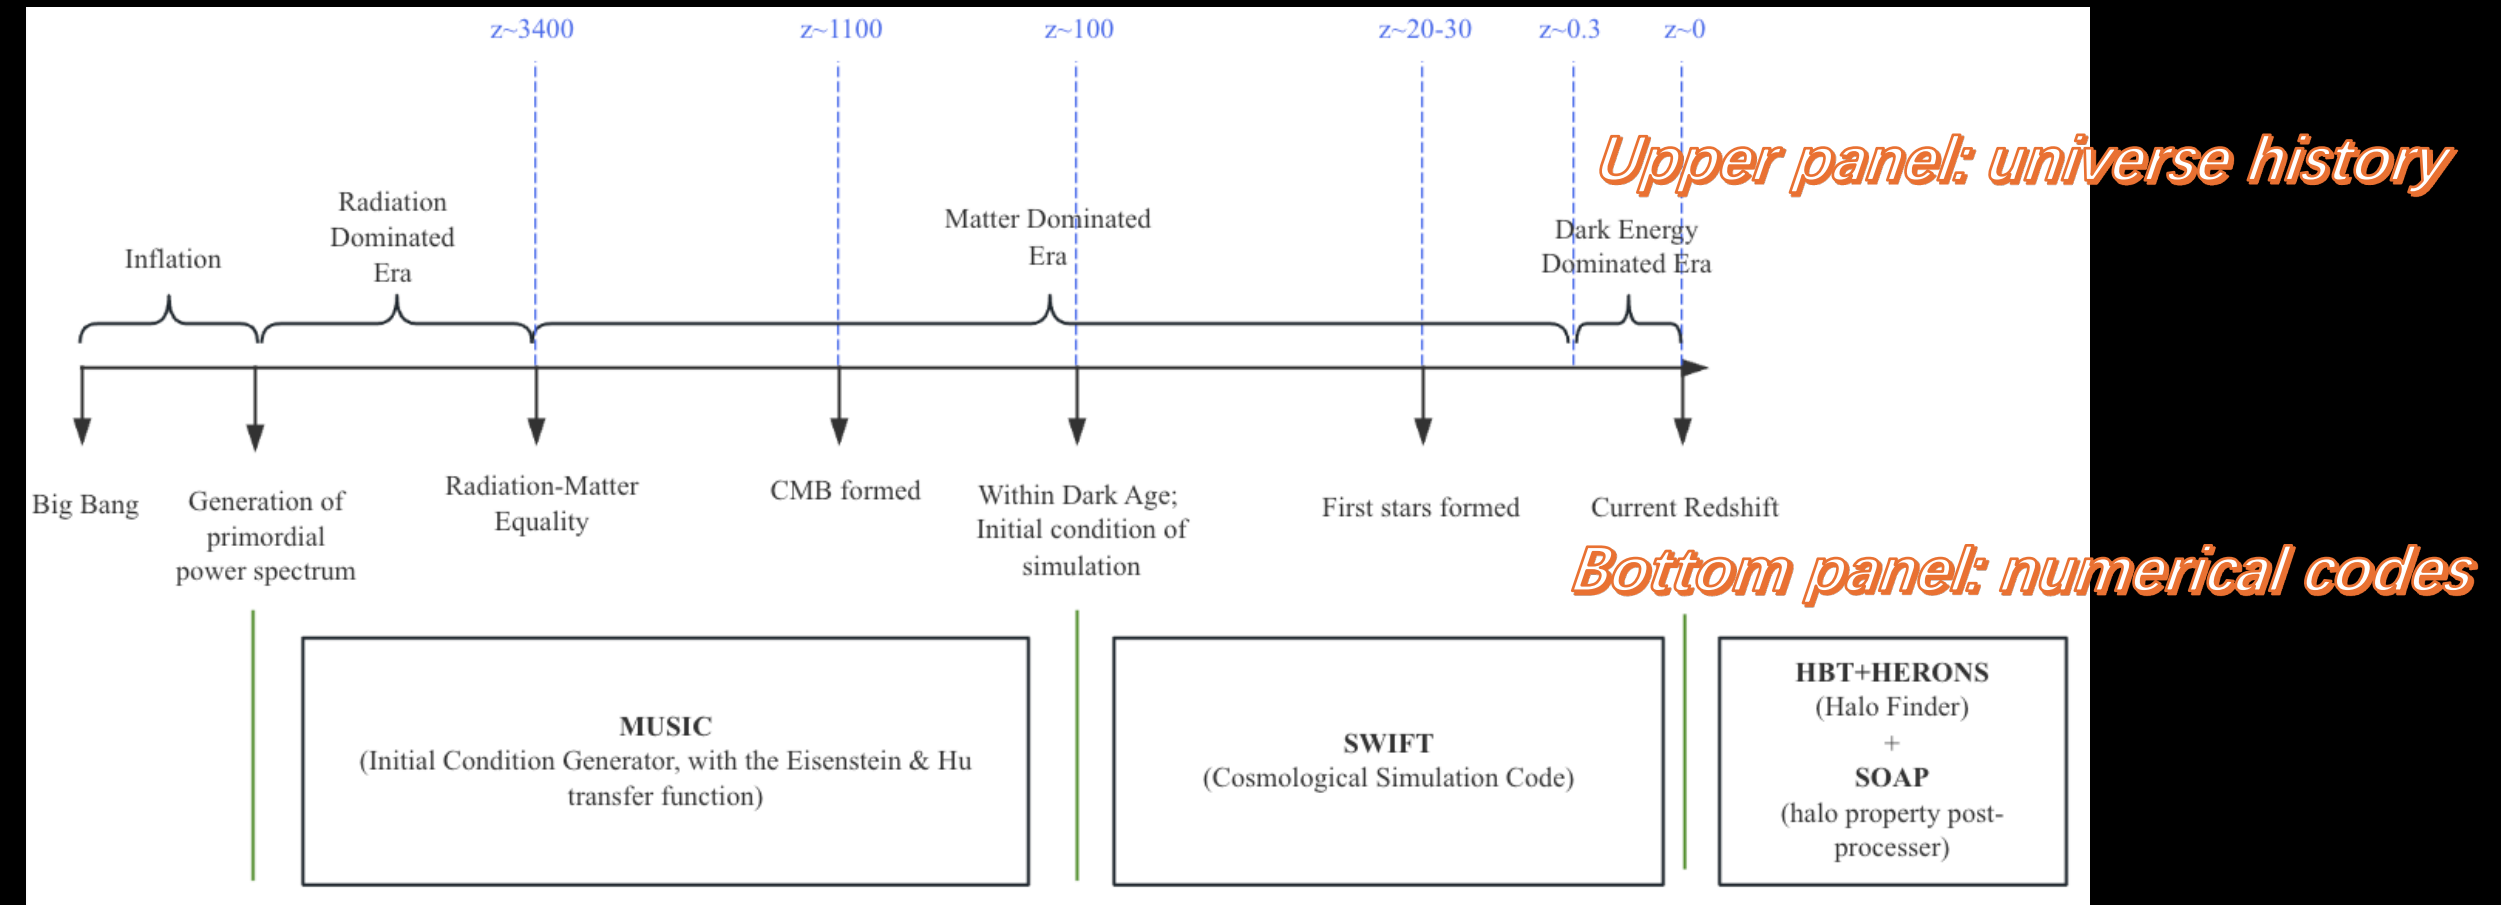 z~3400
z~1100
z~100
z~20-30
z~0.3
z~0
Upper panel: universe history
Inflation
Radiation
Dominated
Era
Matter Dominated
Era
Dark Energy
Dominated Era
Big Bang
Generation of
primordial
power spectrum
Radiation-Matter
Equality
CMB formed
Within Dark Age;
Initial condition of
simulation
First stars formed
Current Redshift
Bottom panel: numerical codes
MUSIC
(Initial Condition Generator, with the Eisenstein & Hu
transfer function)
SWIFT
(Cosmological Simulation Code)
HBT+HERONS
(Halo Finder)
+
SOAP
(halo property post-
processer)